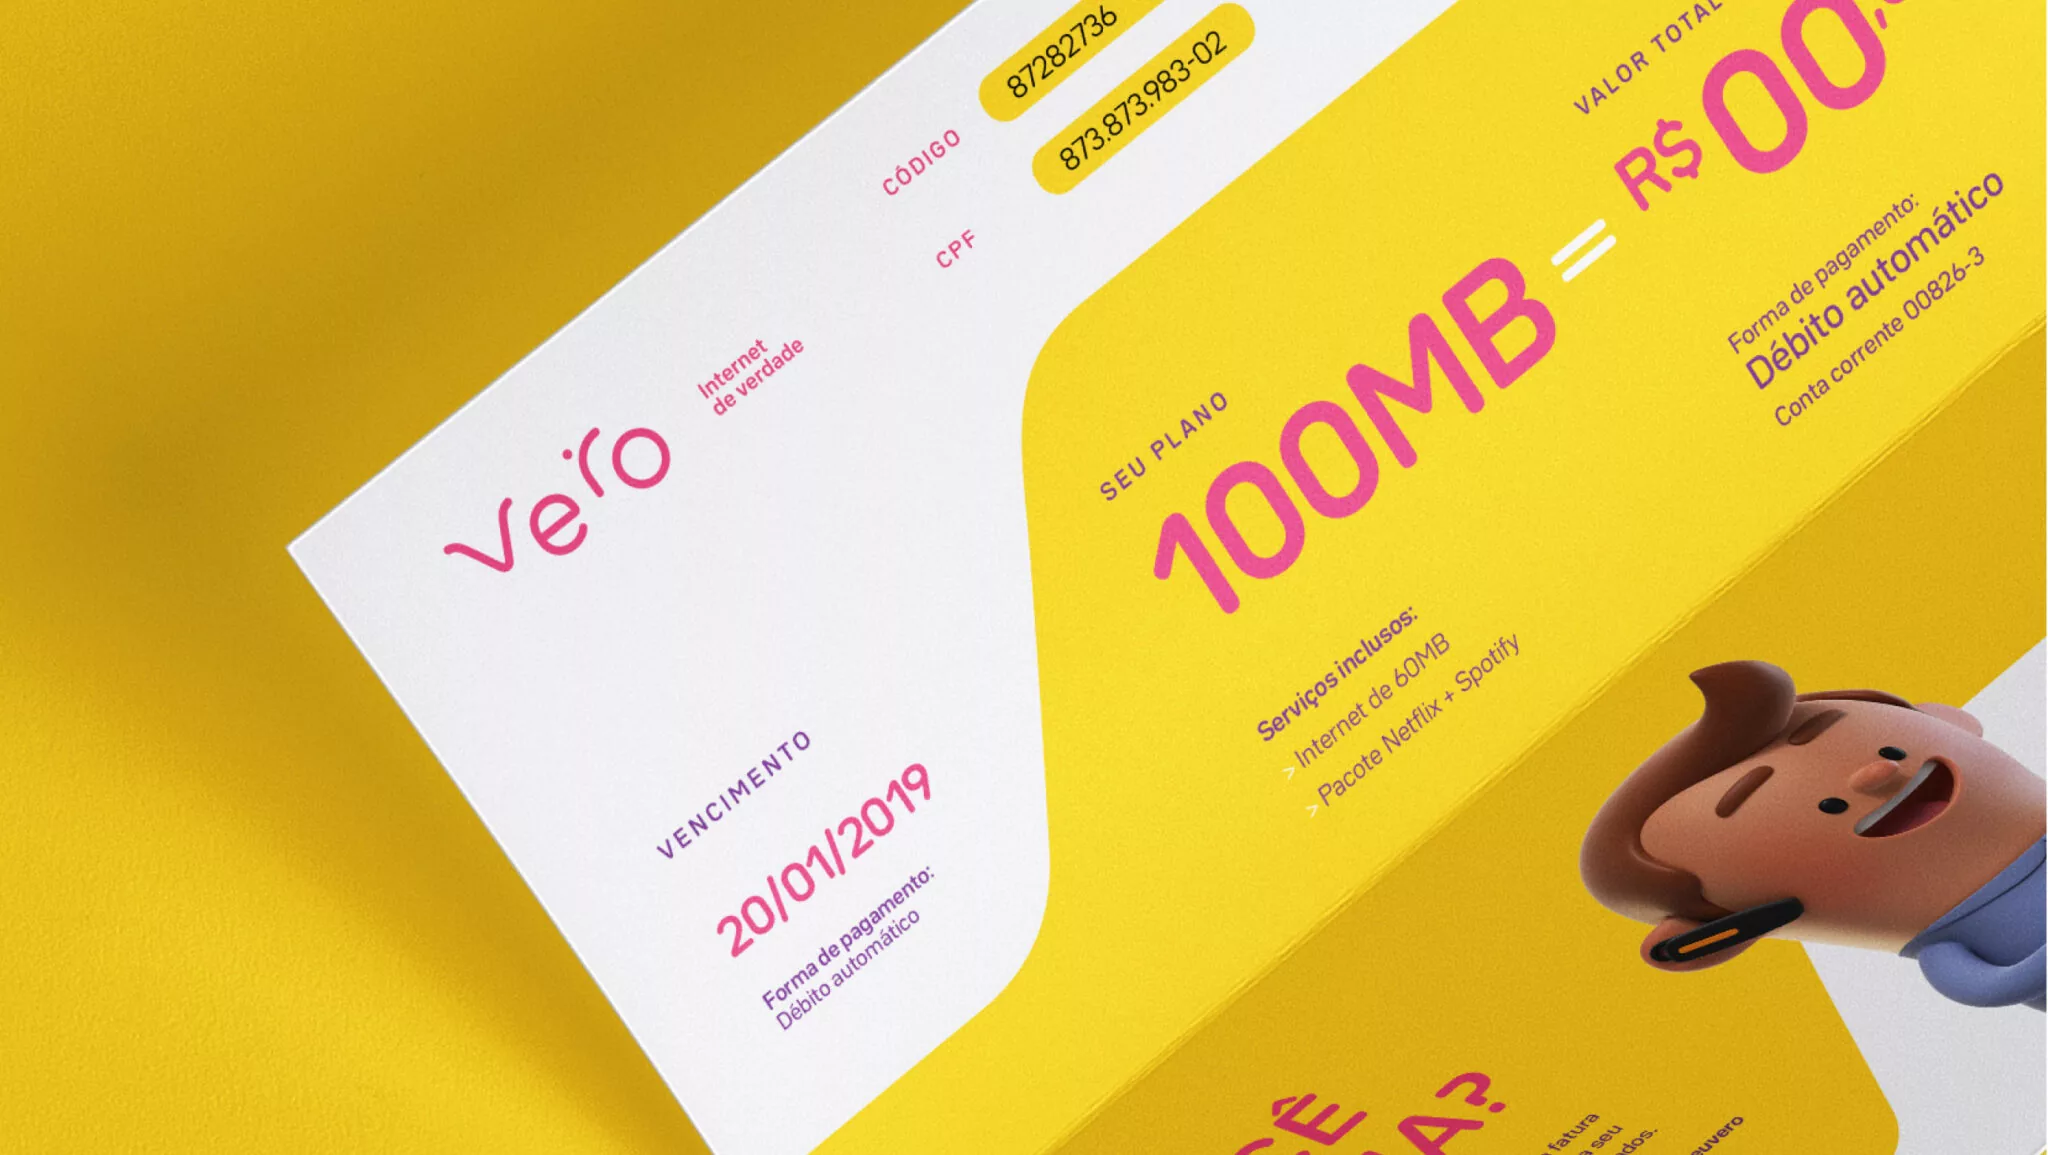 CÓDIGO
87282736
CPF
873.873.983-02
vero
Internet
de verdade
VENCIMENTO
20/01/2019
Forma de pagamento:
Débito automático
SEU PLANO
100MB
=
Serviços inclusos:
> Internet de 60MB
> Pacote Netflix + Spotify
VALOR TOTAL
R$ 00,
Forma de pagamento:
Débito automático
Conta corrente 00826-3
fatura
seu